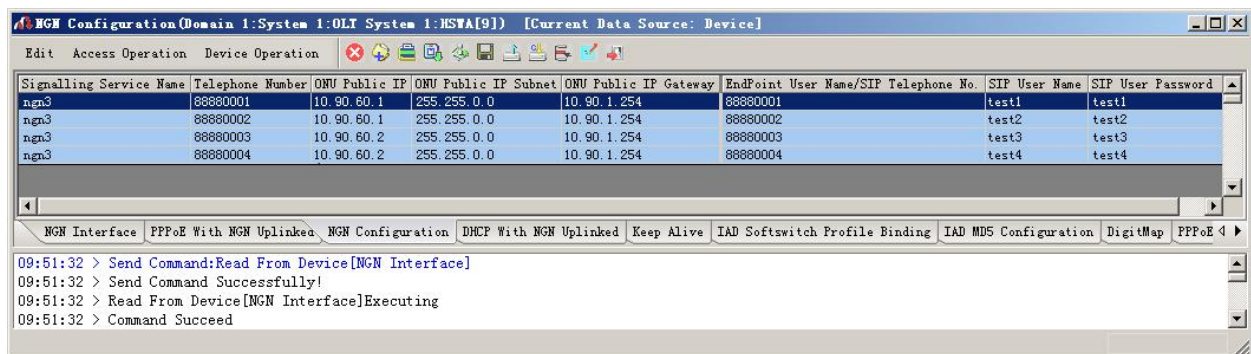 NGN Configuration(Domain 1:System 1:OLT System 1:HSWA[9]) [Current Data Source: Device]
Edit Access Operation Device Operation
Signalling Service Name Telephone Number ONU Public IP ONU Public IP Subnet ONU Public IP Gateway EndPoint User Name/SIP Telephone No. SIP User Name SIP User Password
ngn3 88880001 10.90.60.1 255.255.0.0 10.90.1.254 88880001 test1 test1
ngn3 88880002 10.90.60.1 255.255.0.0 10.90.1.254 88880002 test2 test2
ngn3 88880003 10.90.60.2 255.255.0.0 10.90.1.254 88880003 test3 test3
ngn3 88880004 10.90.60.2 255.255.0.0 10.90.1.254 88880004 test4 test4
NGN Interface PPPoE With NGN Uplinked NGN Configuration DHCP With NGN Uplinked Keep Alive IAD Softswitch Profile Binding IAD MD5 Configuration DigitMap PPPoE
09:51:32 > Send Command:Read From Device[NGN Interface]
09:51:32 > Send Command Successfully!
09:51:32 > Read From Device[NGN Interface]Executing
09:51:32 > Command Succeed